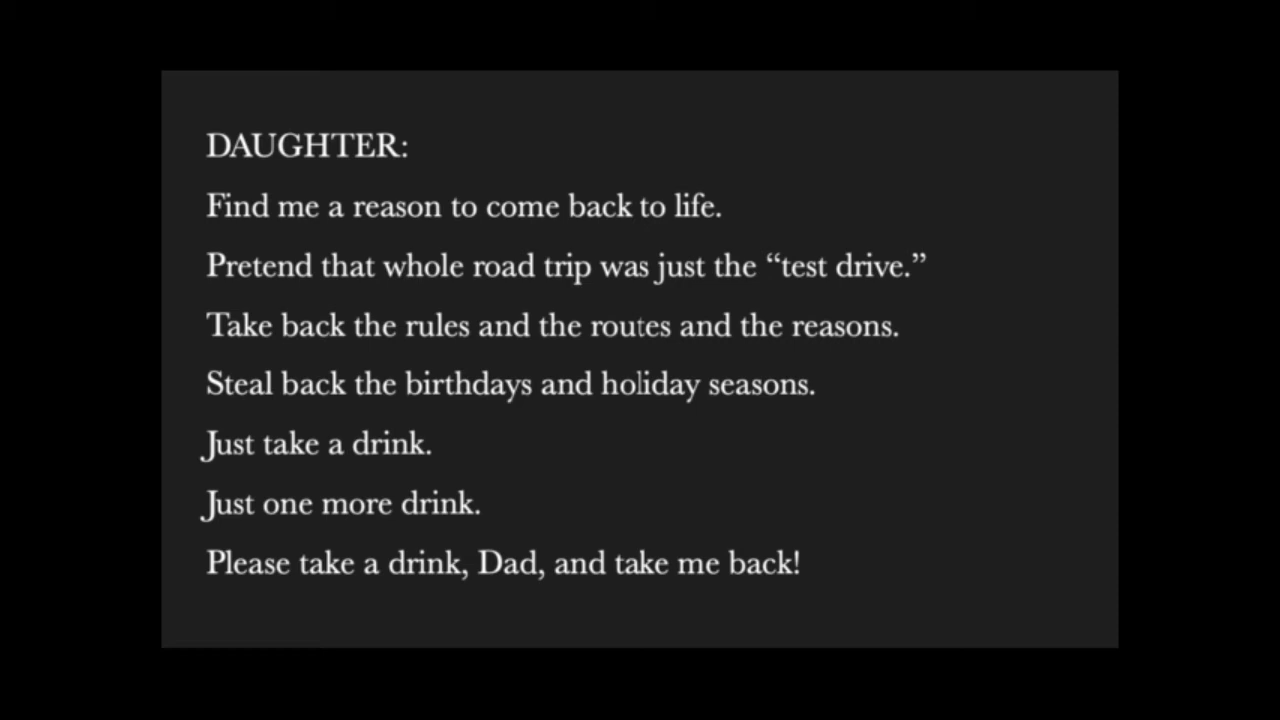 DAUGHTER:
Find me a reason to come back to life.
Pretend that whole road trip was just the “test drive.”
Take back the rules and the routes and the reasons.
Steal back the birthdays and holiday seasons.
Just take a drink.
Just one more drink.
Please take a drink, Dad, and take me back!